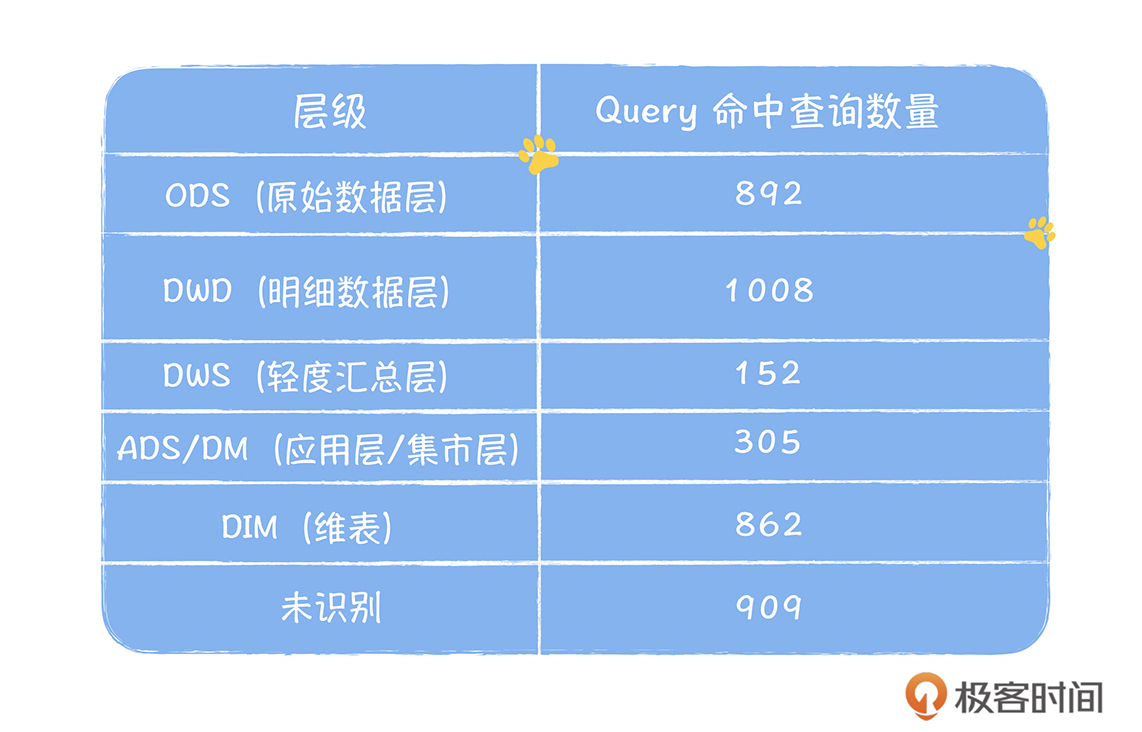 层级 Query 命中查询数量
ODS（原始数据层） 892
DWD（明细数据层） 1008
DWS（轻度汇总层） 152
ADS/DM（应用层/集市层） 305
DIM（维表） 862
未识别 909
极客时间